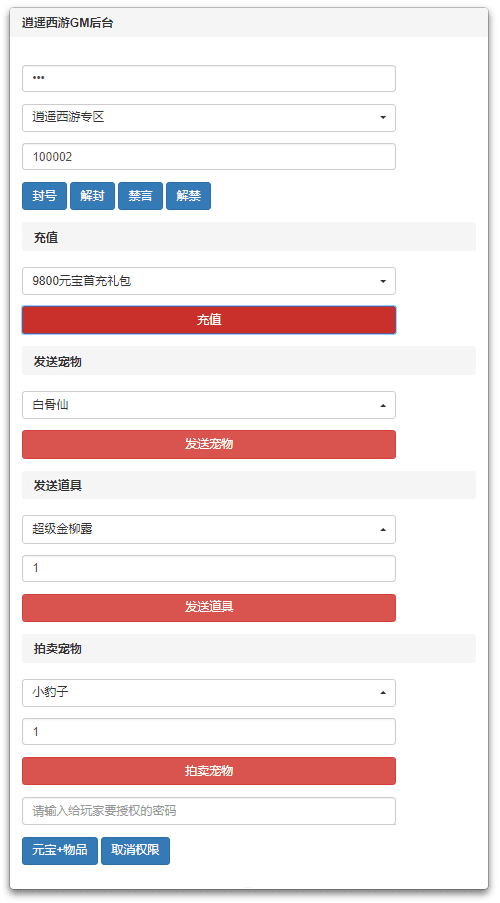 逍遥西游GM后台
•••
逍遥西游专区
100002
封号 解封 禁言 解禁
充值
9800元宝首充礼包
充值
发送宠物
白骨仙
发送宠物
发送道具
超级金柳露
1
发送道具
拍卖宠物
小豹子
1
拍卖宠物
请输入给玩家要授权的密码
元宝+物品 取消权限